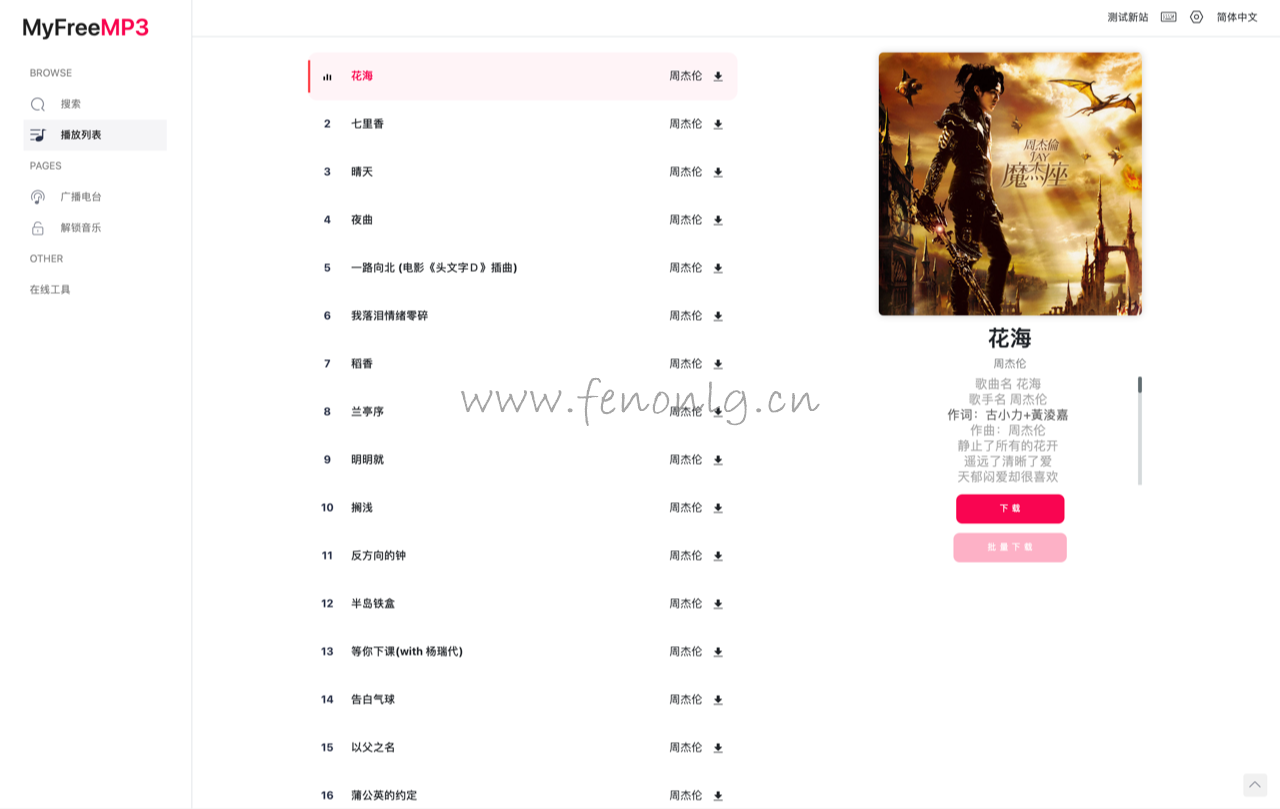 MyFreeMP3
测试新站
简体中文
BROWSE
搜索
播放列表
PAGES
广播电台
解锁音乐
OTHER
在线工具
花海 周杰伦
2 七里香 周杰伦
3 晴天 周杰伦
4 夜曲 周杰伦
5 一路向北 (电影《头文字Ｄ》插曲) 周杰伦
6 我落泪情绪零碎 周杰伦
7 稻香 周杰伦
8 兰亭序 周杰伦
9 明明就 周杰伦
10 搁浅 周杰伦
11 反方向的钟 周杰伦
12 半岛铁盒 周杰伦
13 等你下课(with 杨瑞代) 周杰伦
14 告白气球 周杰伦
15 以父之名 周杰伦
16 蒲公英的约定 周杰伦
www.fenonlg.cn
周杰倫
JAY
魔杰座
花海
周杰伦
歌曲名 花海
歌手名 周杰伦
作词：古小力+黃淩嘉
作曲：周杰伦
静止了所有的花开
遥远了清晰了爱
天郁闷爱却很喜欢
下载
批量下载